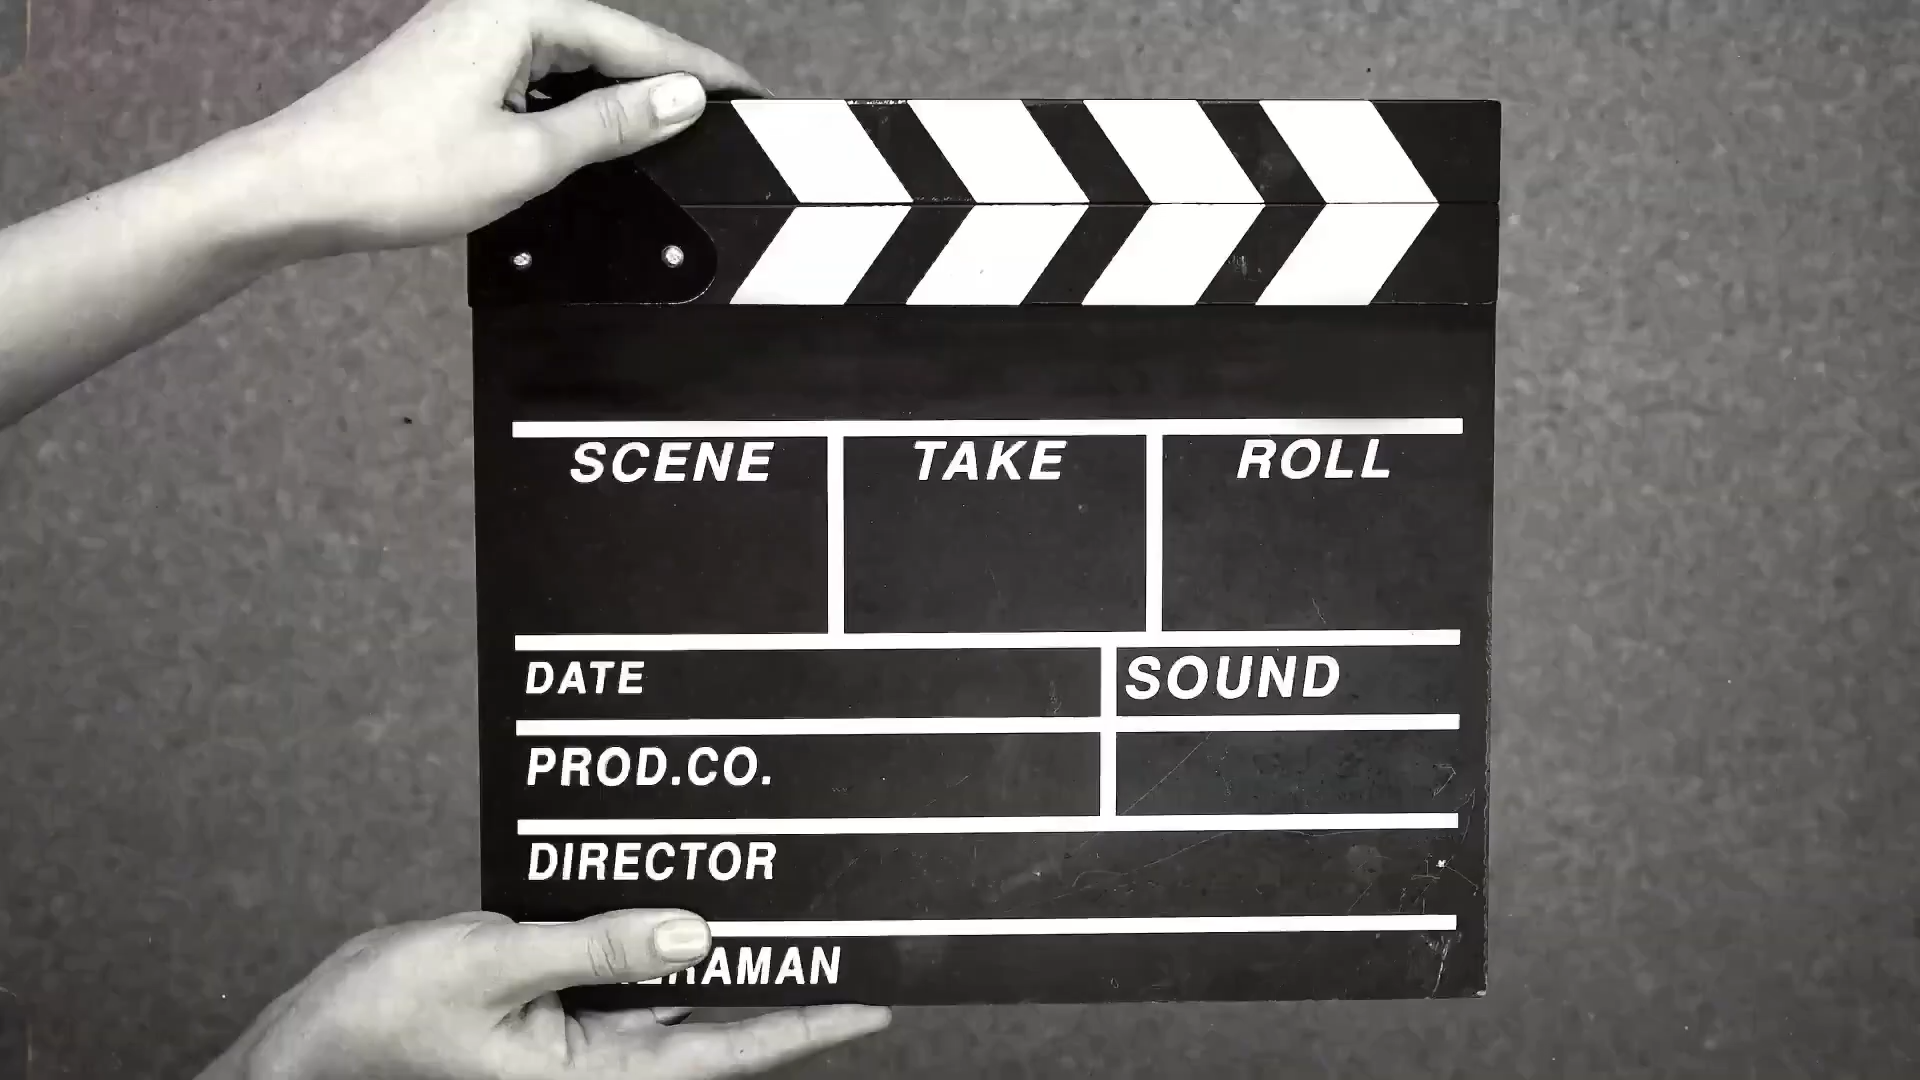 SCENE TAKE ROLL
DATE SOUND
PROD.CO.
DIRECTOR